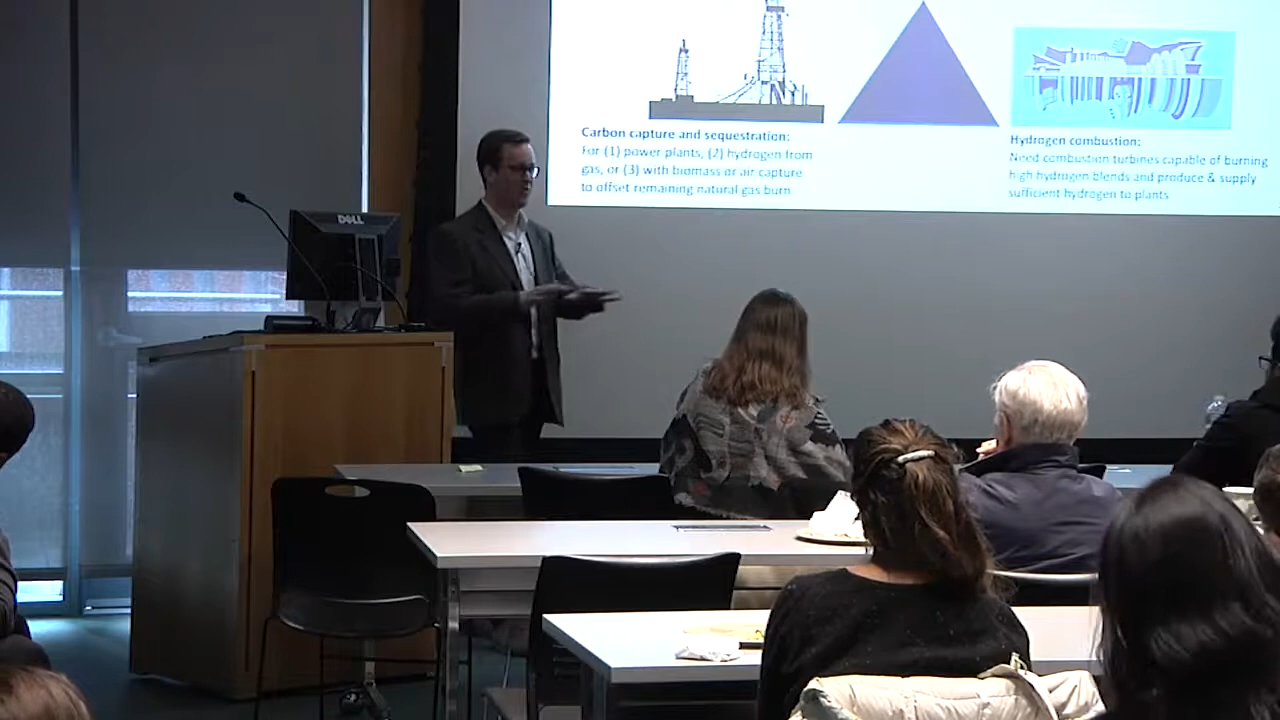 Carbon capture and sequestration:
For (1) power plants, (2) hydrogen from
gas, or (3) with biomass or air capture
to offset remaining natural gas burn
Hydrogen combustion:
Need combustion turbines capable of burning
high hydrogen blends and produce & supply
sufficient hydrogen to plants
DELL